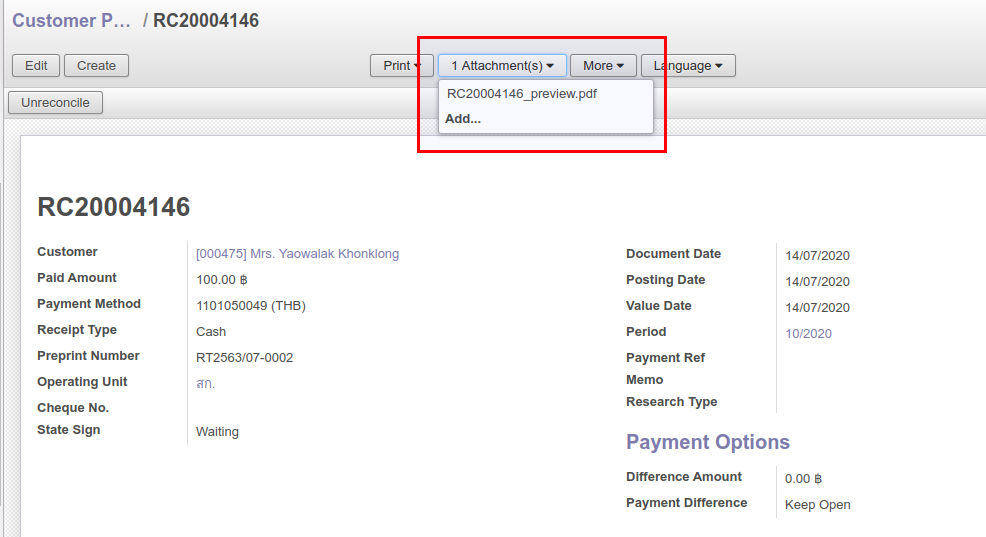 Customer P... / RC20004146
Edit Create Print 1 Attachment(s) More Language
RC20004146_preview.pdf
Add...
Unreconcile
RC20004146
Customer [000475] Mrs. Yaowalak Khonklong
Paid Amount 100.00 ฿
Payment Method 1101050049 (THB)
Receipt Type Cash
Preprint Number RT2563/07-0002
Operating Unit สก.
Cheque No.
State Sign Waiting
Document Date 14/07/2020
Posting Date 14/07/2020
Value Date 14/07/2020
Period 10/2020
Payment Ref
Memo
Research Type
Payment Options
Difference Amount 0.00 ฿
Payment Difference Keep Open